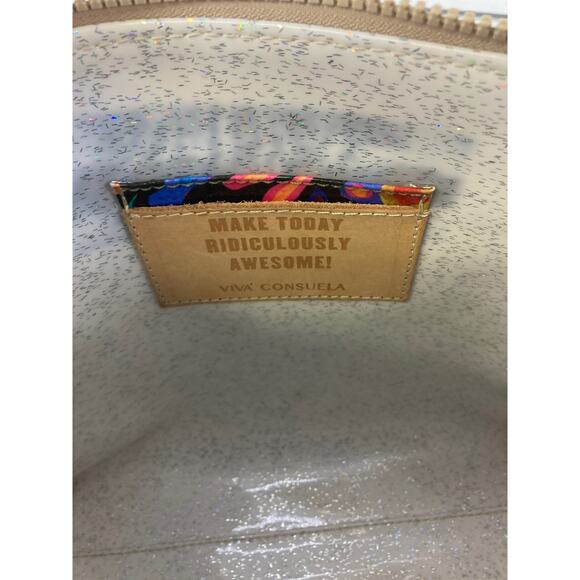 MAKE TODAY
RIDICULOUSLY
AWESOME!
VIVA' CONSUELA